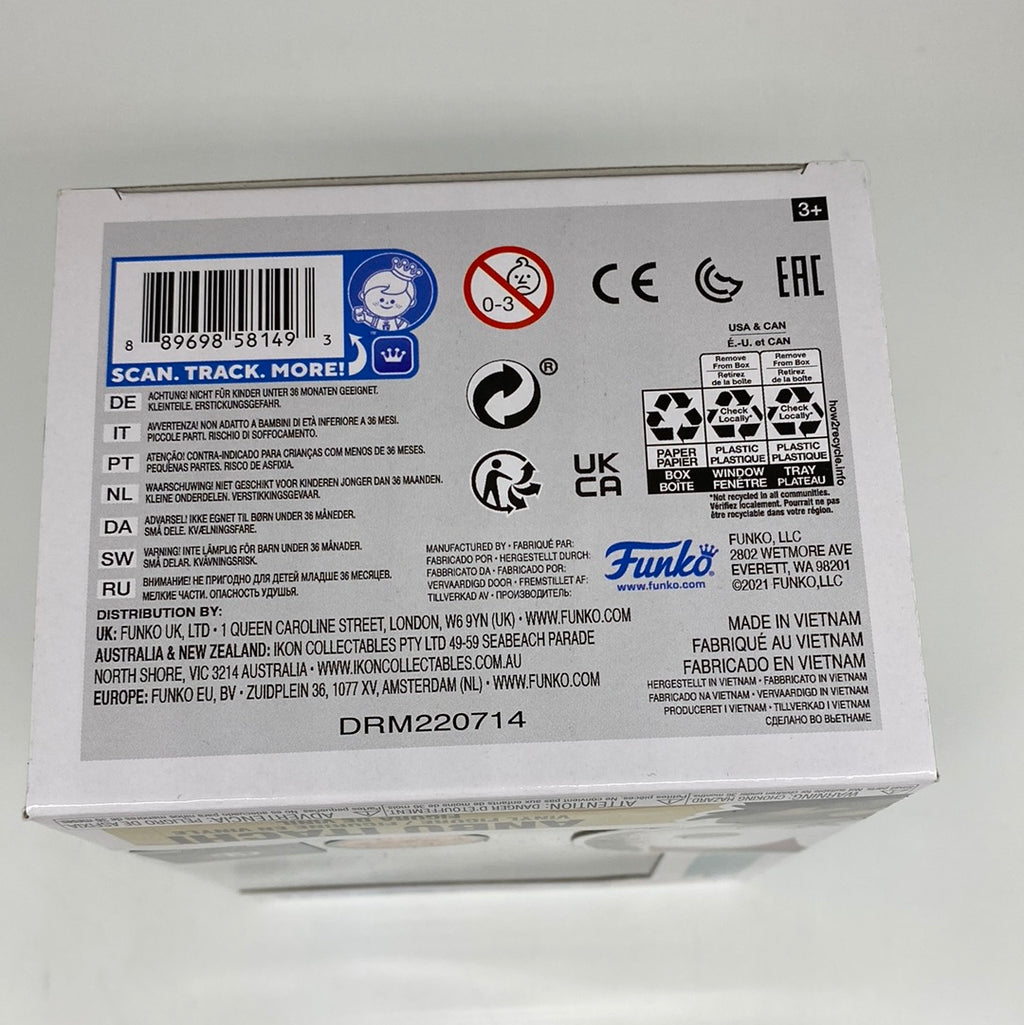 3+
8 89698 58149 3
SCAN. TRACK. MORE!
0-3
CE
EAC
USA & CAN
É.-U. et CAN
Remove From Box
Retirez de la boîte
Remove From Box
Retirez de la boîte
Check Locally*
Check Locally*
PAPER PAPIER
PLASTIC PLASTIQUE
PLASTIC PLASTIQUE
BOX BOÎTE
WINDOW FENÊTRE
TRAY PLATEAU
how2recycle.info
*Not recycled in all communities.
Vérifiez localement. Pourrait ne pas
être recyclable dans votre région.
®
UK
CA
DE ACHTUNG! NICHT FÜR KINDER UNTER 36 MONATEN GEEIGNET.
KLEINTEILE. ERSTICKUNGSGEFAHR.
IT AVVERTENZA! NON ADATTO A BAMBINI DI ETÀ INFERIORE A 36 MESI.
PICCOLE PARTI. RISCHIO DI SOFFOCAMENTO.
PT ATENÇÃO! CONTRA-INDICADO PARA CRIANÇAS COM MENOS DE 36 MESES.
PEQUENAS PARTES. RISCO DE ASFIXIA.
NL WAARSCHUWING! NIET GESCHIKT VOOR KINDEREN JONGER DAN 36 MAANDEN.
KLEINE ONDERDELEN. VERSTIKKINGSGEVAAR.
DA ADVARSEL! IKKE EGNET TIL BØRN UNDER 36 MÅNEDER.
SMÅ DELE. KVÆLNINGSFARE.
SW VARNING! INTE LÄMPLIG FÖR BARN UNDER 36 MÅNADER.
SMÅ DELAR. KVÄVNINGSRISK.
RU ВНИМАНИЕ! НЕ ПРИГОДНО ДЛЯ ДЕТЕЙ МЛАДШЕ 36 МЕСЯЦЕВ.
МЕЛКИЕ ЧАСТИ. ОПАСНОСТЬ УДУШЬЯ.
MANUFACTURED BY • FABRIQUÉ PAR:
FABRICADO POR • HERGESTELLT DURCH:
FABBRICATO DA • FABRICADO POR:
VERVAARDIGD DOOR • FREMSTILLET AF:
TILLVERKAD AV • ПРОИЗВОДИТЕЛЬ:
Funko®
www.funko.com
FUNKO, LLC
2802 WETMORE AVE
EVERETT, WA 98201
©2021 FUNKO,LLC
DISTRIBUTION BY:
UK: FUNKO UK, LTD • 1 QUEEN CAROLINE STREET, LONDON, W6 9YN (UK) • WWW.FUNKO.COM
AUSTRALIA & NEW ZEALAND: IKON COLLECTABLES PTY LTD 49-59 SEABEACH PARADE
NORTH SHORE, VIC 3214 AUSTRALIA • WWW.IKONCOLLECTABLES.COM.AU
EUROPE: FUNKO EU, BV • ZUIDPLEIN 36, 1077 XV, AMSTERDAM (NL) • WWW.FUNKO.COM
DRM220714
MADE IN VIETNAM
FABRIQUÉ AU VIETNAM
FABRICADO EN VIETNAM
HERGESTELLT IN VIETNAM • FABBRICATO IN VIETNAM
FABRICADO NA VIETNAM • VERVAARDIGD IN VIETNAM
PRODUCERET I VIETNAM • TILLVERKAD I VIETNAM
СДЕЛАНО ВО ВЬЕТНАМЕ
WARNING: CHOKING HAZARD
ATTENTION: DANGER D'ÉTOUFFEMENT
ADVERTENCIA:
ANBU ITACHI